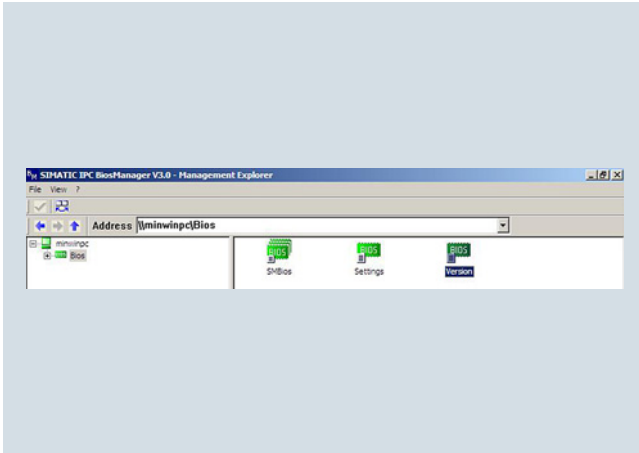 BM SIMATIC IPC BiosManager V3.0 - Management Explorer
File View ?
Address \\minwinpc\Bios
minwinpc
Bios
BIOS BIOS BIOS
SMBios Settings Version